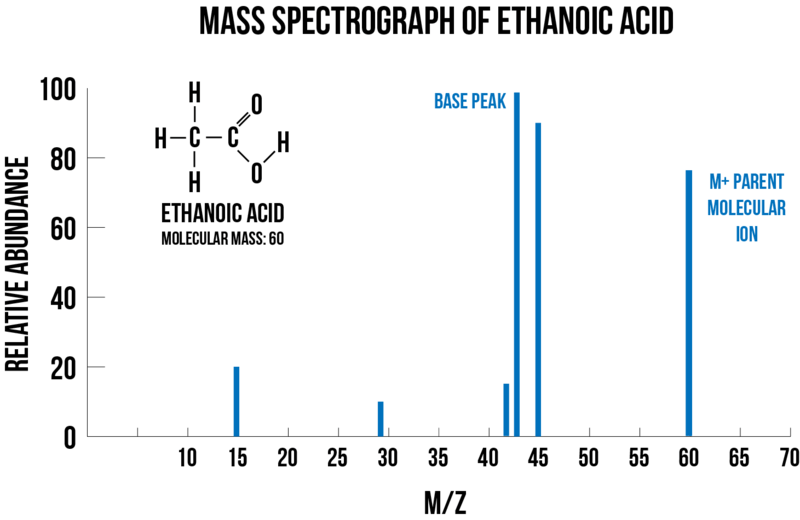 MASS SPECTROGRAPH OF ETHANOIC ACID
RELATIVE ABUNDANCE
100
80
60
40
20
0
H
O
H C C
H
H
O
ETHANOIC ACID
MOLECULAR MASS: 60
BASE PEAK
M+ PARENT
MOLECULAR
ION
10 15 20 25 30 35 40 45 50 55 60 65 70
M/Z